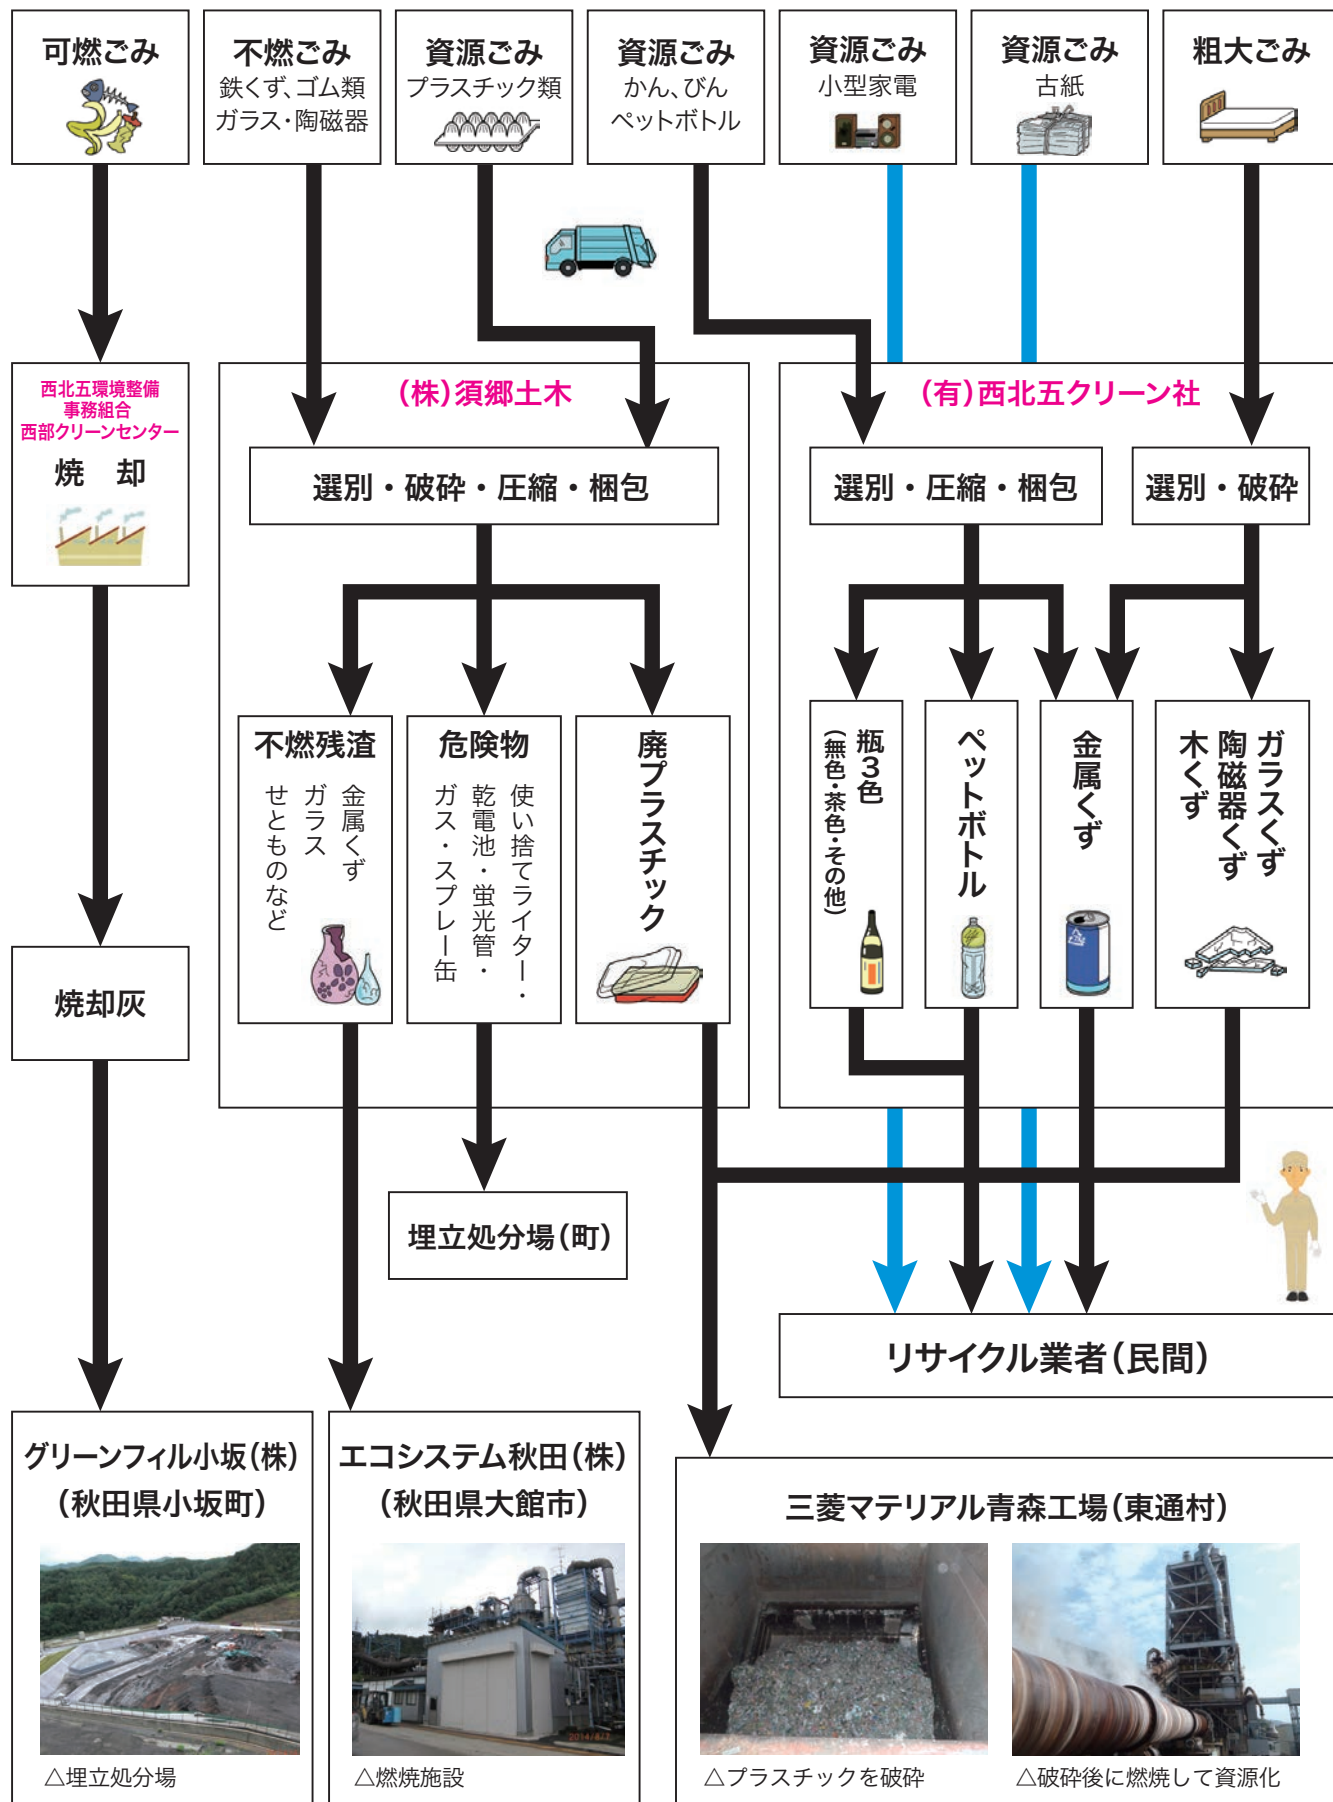 可燃ごみ
不燃ごみ
鉄くず、ゴム類
ガラス・陶磁器
資源ごみ
プラスチック類
資源ごみ
かん、びん
ペットボトル
資源ごみ
小型家電
資源ごみ
古紙
粗大ごみ
西北五環境整備
事務組合
西部クリーンセンター
焼 却
(株)須郷土木
選別・破砕・圧縮・梱包
(有)西北五クリーン社
選別・圧縮・梱包
選別・破砕
不燃残渣
金属くず
ガラス
せとものなど
危険物
使い捨てライター・
乾電池・蛍光管・
ガス・スプレー缶
廃プラスチック
瓶3色
(無色・茶色・その他)
ペットボトル
金属くず
ガラスくず
陶磁器くず
木くず
焼却灰
埋立処分場(町)
リサイクル業者(民間)
グリーンフィル小坂(株)
(秋田県小坂町)
△埋立処分場
エコシステム秋田(株)
(秋田県大館市)
△燃焼施設
三菱マテリアル青森工場(東通村)
△プラスチックを破砕
△破砕後に燃焼して資源化